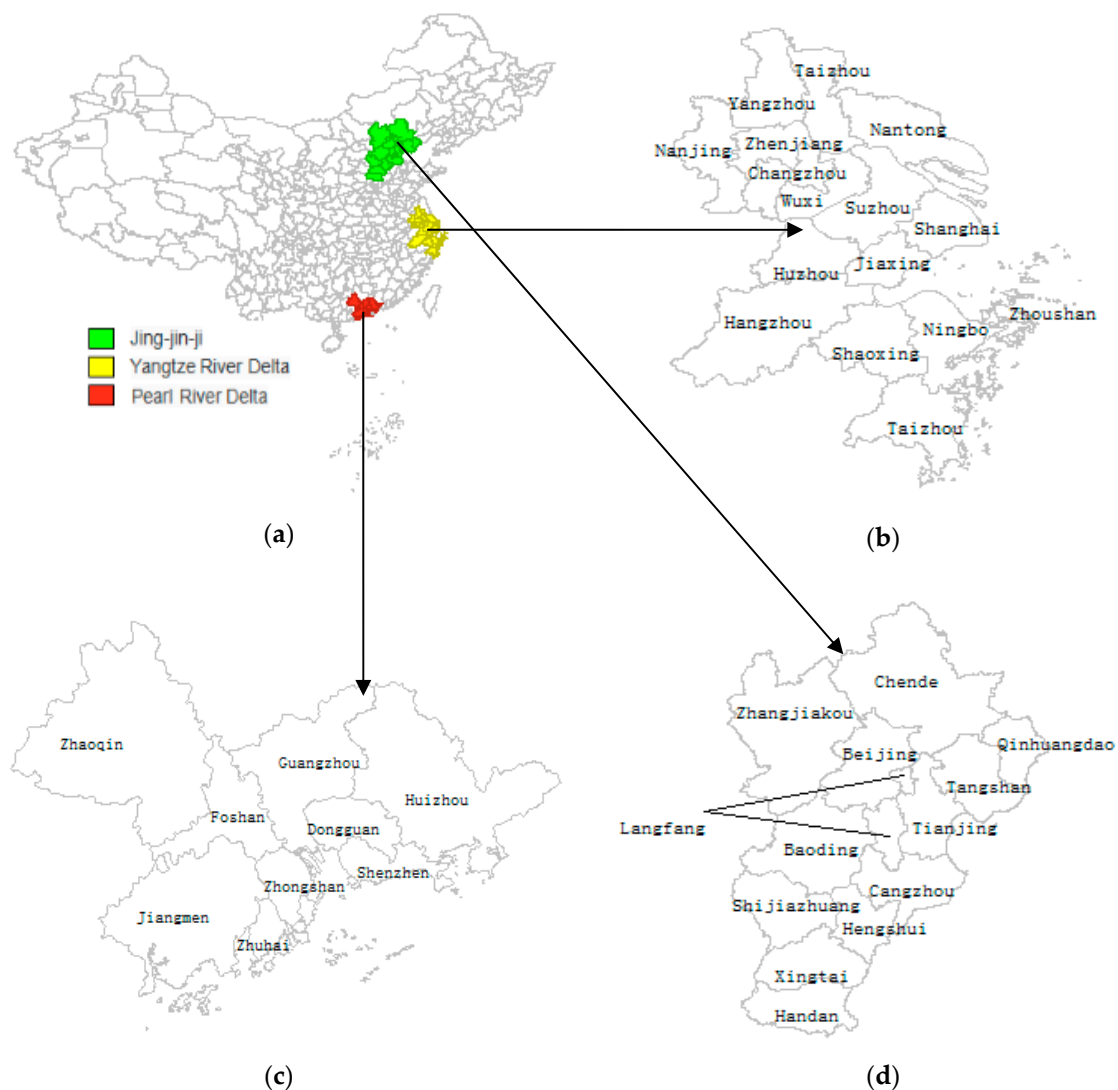 Jing-jin-ji
Yangtze River Delta
Pearl River Delta
(a)
Taizhou
Yangzhou
Nantong
Zhenjiang
Nanjing
Changzhou
Wuxi
Suzhou
Shanghai
Jiaxing
Huzhou
Zhoushan
Hangzhou
Ningbo
Shaoxing
Taizhou
(b)
Zhaoqin
Guangzhou
Huizhou
Foshan
Dongguan
Shenzhen
Zhongshan
Jiangmen
Zhuhai
(c)
Chende
Zhangjiakou
Qinhuangdao
Beijing
Tangshan
Langfang
Tianjing
Baoding
Cangzhou
Shijiazhuang
Hengshui
Xingtai
Handan
(d)